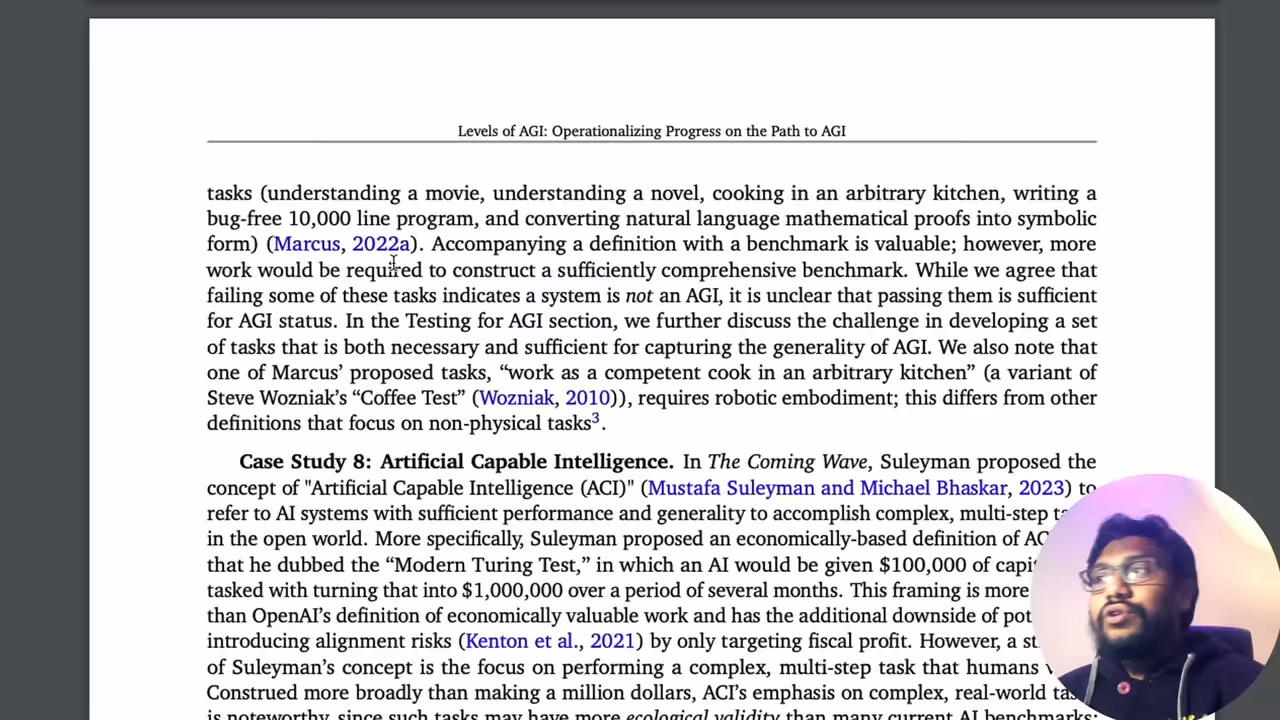 Levels of AGI: Operationalizing Progress on the Path to AGI
tasks (understanding a movie, understanding a novel, cooking in an arbitrary kitchen, writing a
bug-free 10,000 line program, and converting natural language mathematical proofs into symbolic
form) (Marcus, 2022a). Accompanying a definition with a benchmark is valuable; however, more
work would be required to construct a sufficiently comprehensive benchmark. While we agree that
failing some of these tasks indicates a system is not an AGI, it is unclear that passing them is sufficient
for AGI status. In the Testing for AGI section, we further discuss the challenge in developing a set
of tasks that is both necessary and sufficient for capturing the generality of AGI. We also note that
one of Marcus’ proposed tasks, “work as a competent cook in an arbitrary kitchen” (a variant of
Steve Wozniak’s “Coffee Test” (Wozniak, 2010)), requires robotic embodiment; this differs from other
definitions that focus on non-physical tasks³.
Case Study 8: Artificial Capable Intelligence. In The Coming Wave, Suleyman proposed the
concept of "Artificial Capable Intelligence (ACI)" (Mustafa Suleyman and Michael Bhaskar, 2023) to
refer to AI systems with sufficient performance and generality to accomplish complex, multi-step
in the open world. More specifically, Suleyman proposed an economically-based definition of
that he dubbed the “Modern Turing Test,” in which an AI would be given $100,000 of
tasked with turning that into $1,000,000 over a period of several months. This framing is more
than OpenAI’s definition of economically valuable work and has the additional downside of
introducing alignment risks (Kenton et al., 2021) by only targeting fiscal profit. However, a
of Suleyman’s concept is the focus on performing a complex, multi-step task that humans
Construed more broadly than making a million dollars, ACI’s emphasis on complex, real-world
is noteworthy, since such tasks may have more ecological validity than many current AI benchmarks;